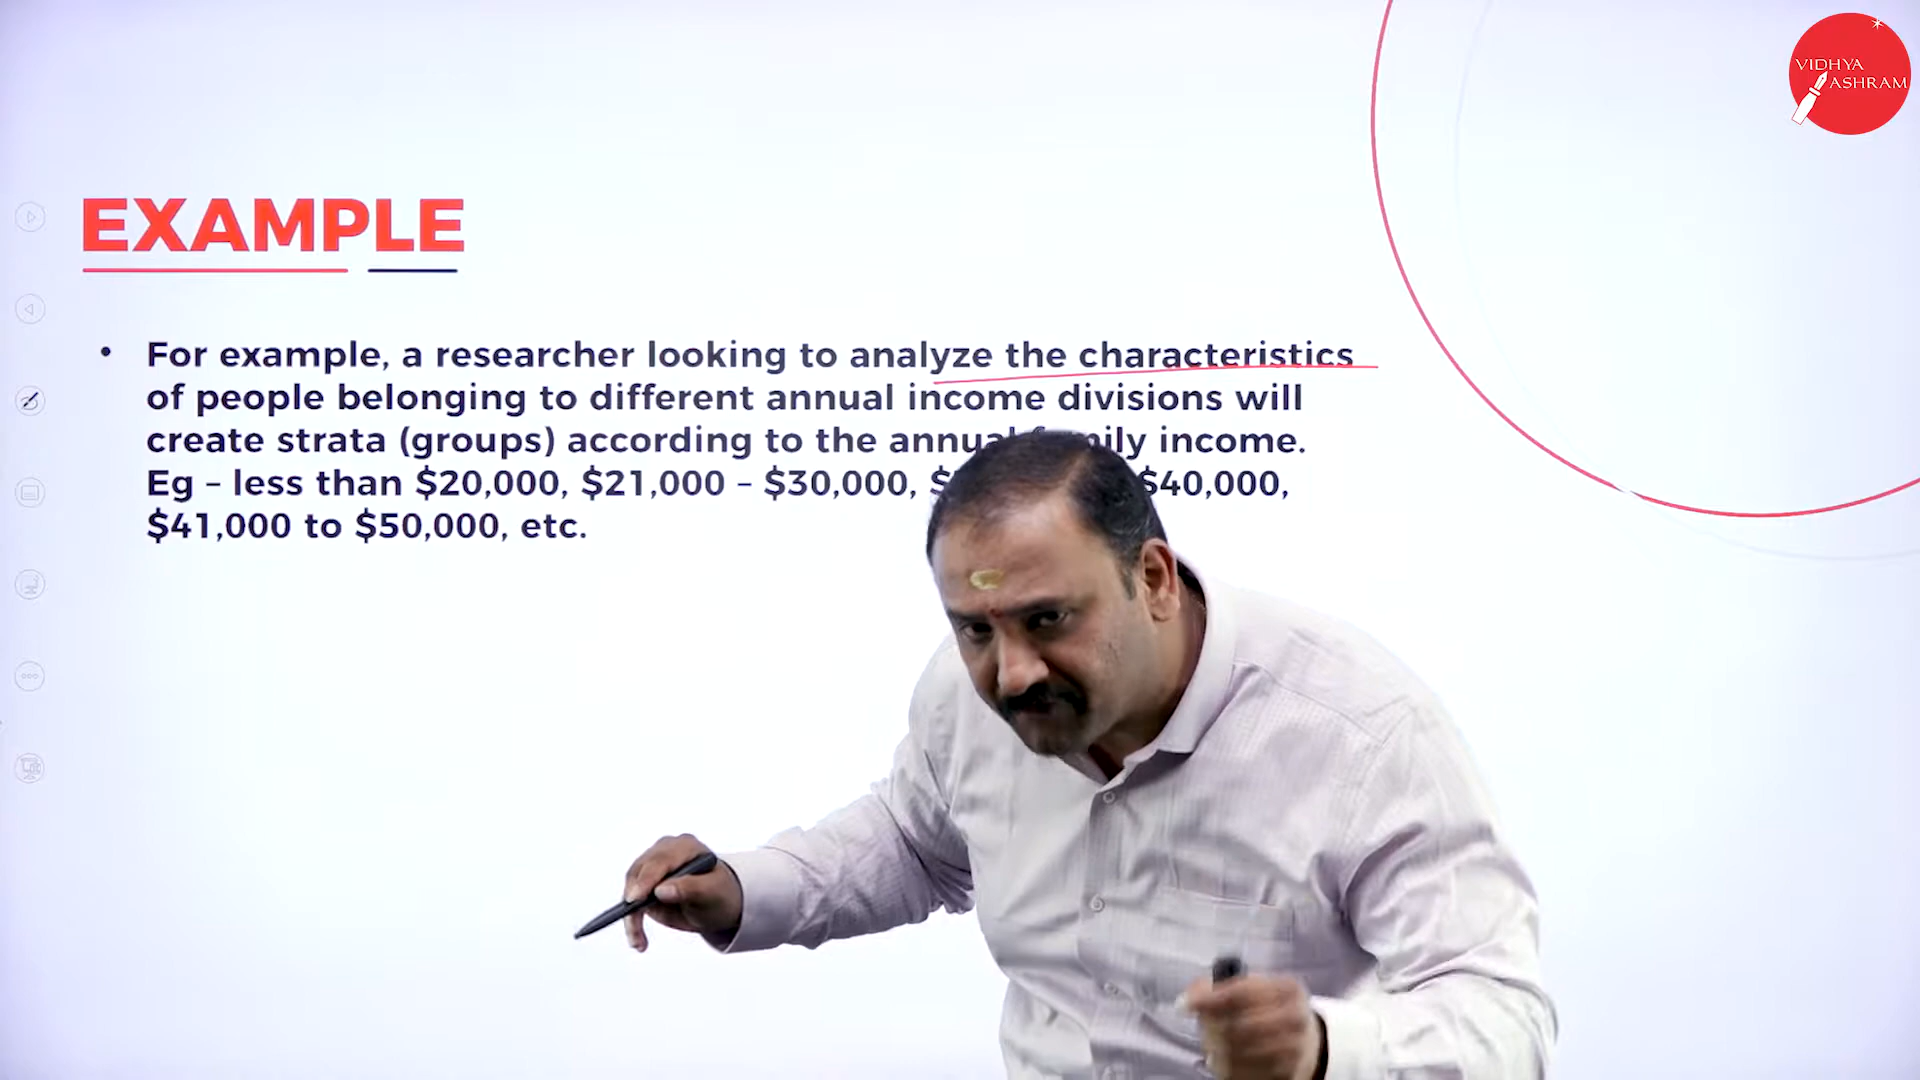 VIDHYA
ASHRAM
EXAMPLE
• For example, a researcher looking to analyze the characteristics
of people belonging to different annual income divisions will
create strata (groups) according to the annual family income.
Eg – less than $20,000, $21,000 – $30,000, $40,000,
$41,000 to $50,000, etc.